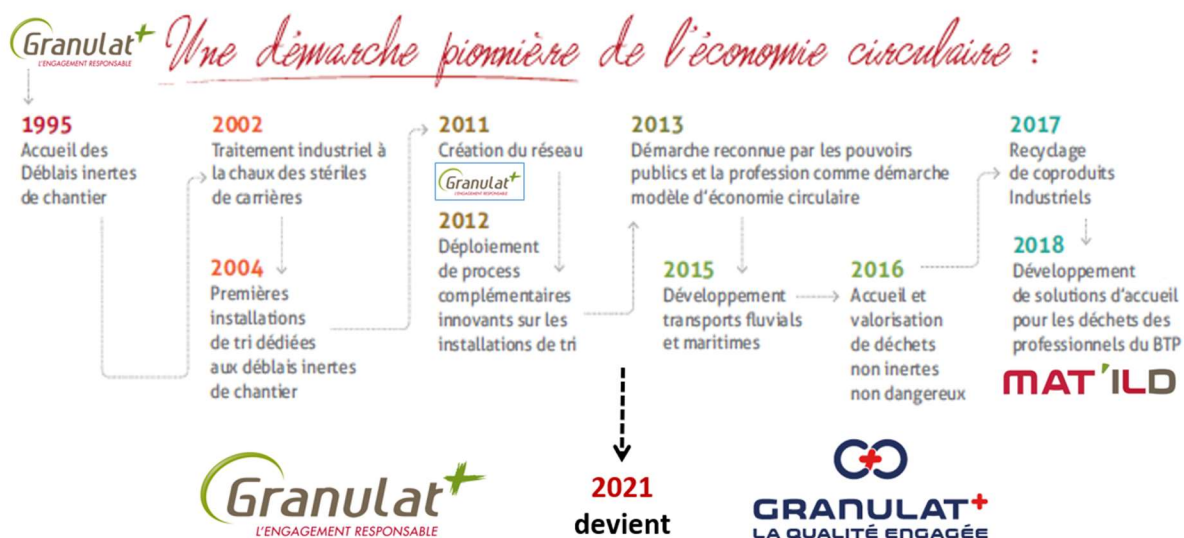 Granulat+
L'ENGAGEMENT RESPONSABLE
Une démarche pionnière de l'économie circulaire :
1995
Accueil des
Déblais inertes
de chantier
2002
Traitement industriel à
la chaux des stériles
de carrières
2004
Premières
installations
de tri dédiées
aux déblais inertes
de chantier
2011
Création du réseau
Granulat+
L'ENGAGEMENT RESPONSABLE
2012
Déploiement
de process
complémentaires
innovants sur les
installations de tri
2013
Démarche reconnue par les pouvoirs
publics et la profession comme démarche
modèle d'économie circulaire
2015
Développement
transports fluvials
et maritimes
2016
Accueil et
valorisation
de déchets
non inertes
non dangereux
2017
Recyclage
de coproduits
Industriels
2018
Développement
de solutions d'accueil
pour les déchets des
professionnels du BTP
MAT'ILD
Granulat+
L'ENGAGEMENT RESPONSABLE
2021
devient
GRANULAT+
LA QUALITÉ ENGAGÉE